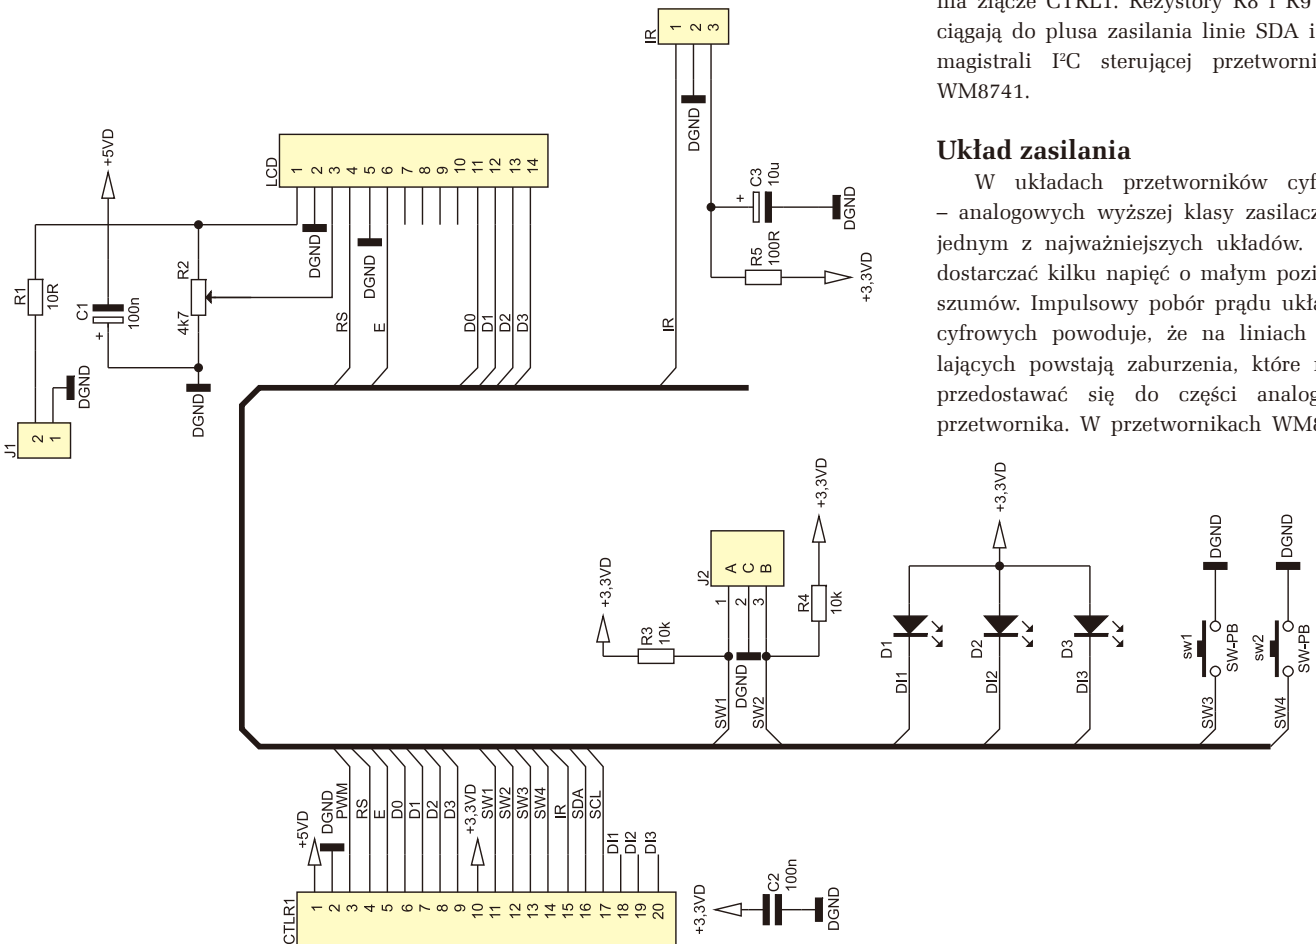 nia złącze CTRL1. Rezystory R8 i R9
ciągają do plusa zasilania linie SDA i
magistrali I²C sterującej
WM8741.
Układ zasilania
W układach przetworników
– analogowych wyższej klasy
jednym z najważniejszych układów.
dostarczać kilku napięć o małym
szumów. Impulsowy pobór prądu
cyfrowych powoduje, że na liniach
lających powstają zaburzenia, które
przedostawać się do części
przetwornika. W przetwornikach
J1
2
1
DGND
R1
10R
C1
+
100n
+5VD
R2
4k7
DGND
LCD
1
2
3
4
5
6
7
8
9
10
11
12
13
14
DGND
DGND
RS
E
D0
D1
D2
D3
IR
1
2
3
DGND
IR
+
C3
10u
DGND
R5
100R
+3,3VD
+3,3VD
R3
10k
J2
A
C
B
1
2
3
DGND
SW1
SW2
R4
10k
+3,3VD
+3,3VD
D1
D2
D3
DI1
DI2
DI3
DGND
sw1
SW-PB
SW3
DGND
sw2
SW-PB
SW4
CTLR1
1
2
3
4
5
6
7
8
9
10
11
12
13
14
15
16
17
18
19
20
+5VD
DGND
PWM
RS
E
D0
D1
D2
D3
+3,3VD
SW1
SW2
SW3
SW4
IR
SDA
SCL
DI1
DI2
DI3
+3,3VD
C2
100n
DGND